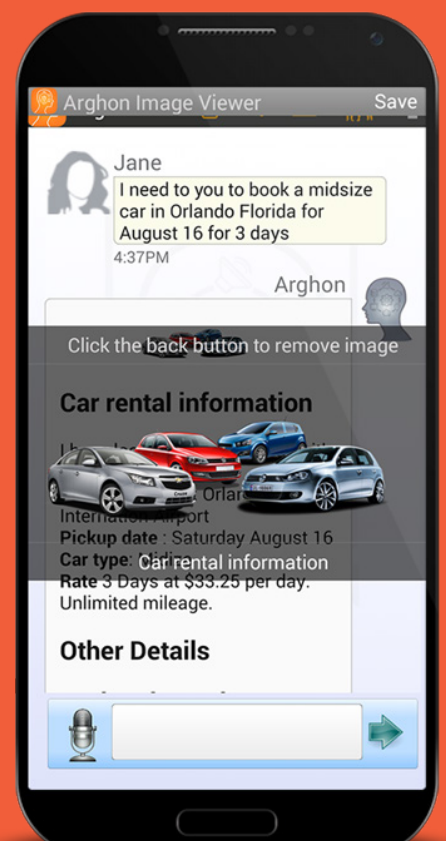 Arghon Image Viewer
Save
Jane
I need to you to book a midsize
car in Orlando Florida for
August 16 for 3 days
4:37PM
Arghon
Click the back button to remove image
Car rental information
Orlan
Internation Airport
Pickup date : Saturday August 16
Car type:
Car rental information
Rate 3 Days at $33.25 per day.
Unlimited mileage.
Other Details